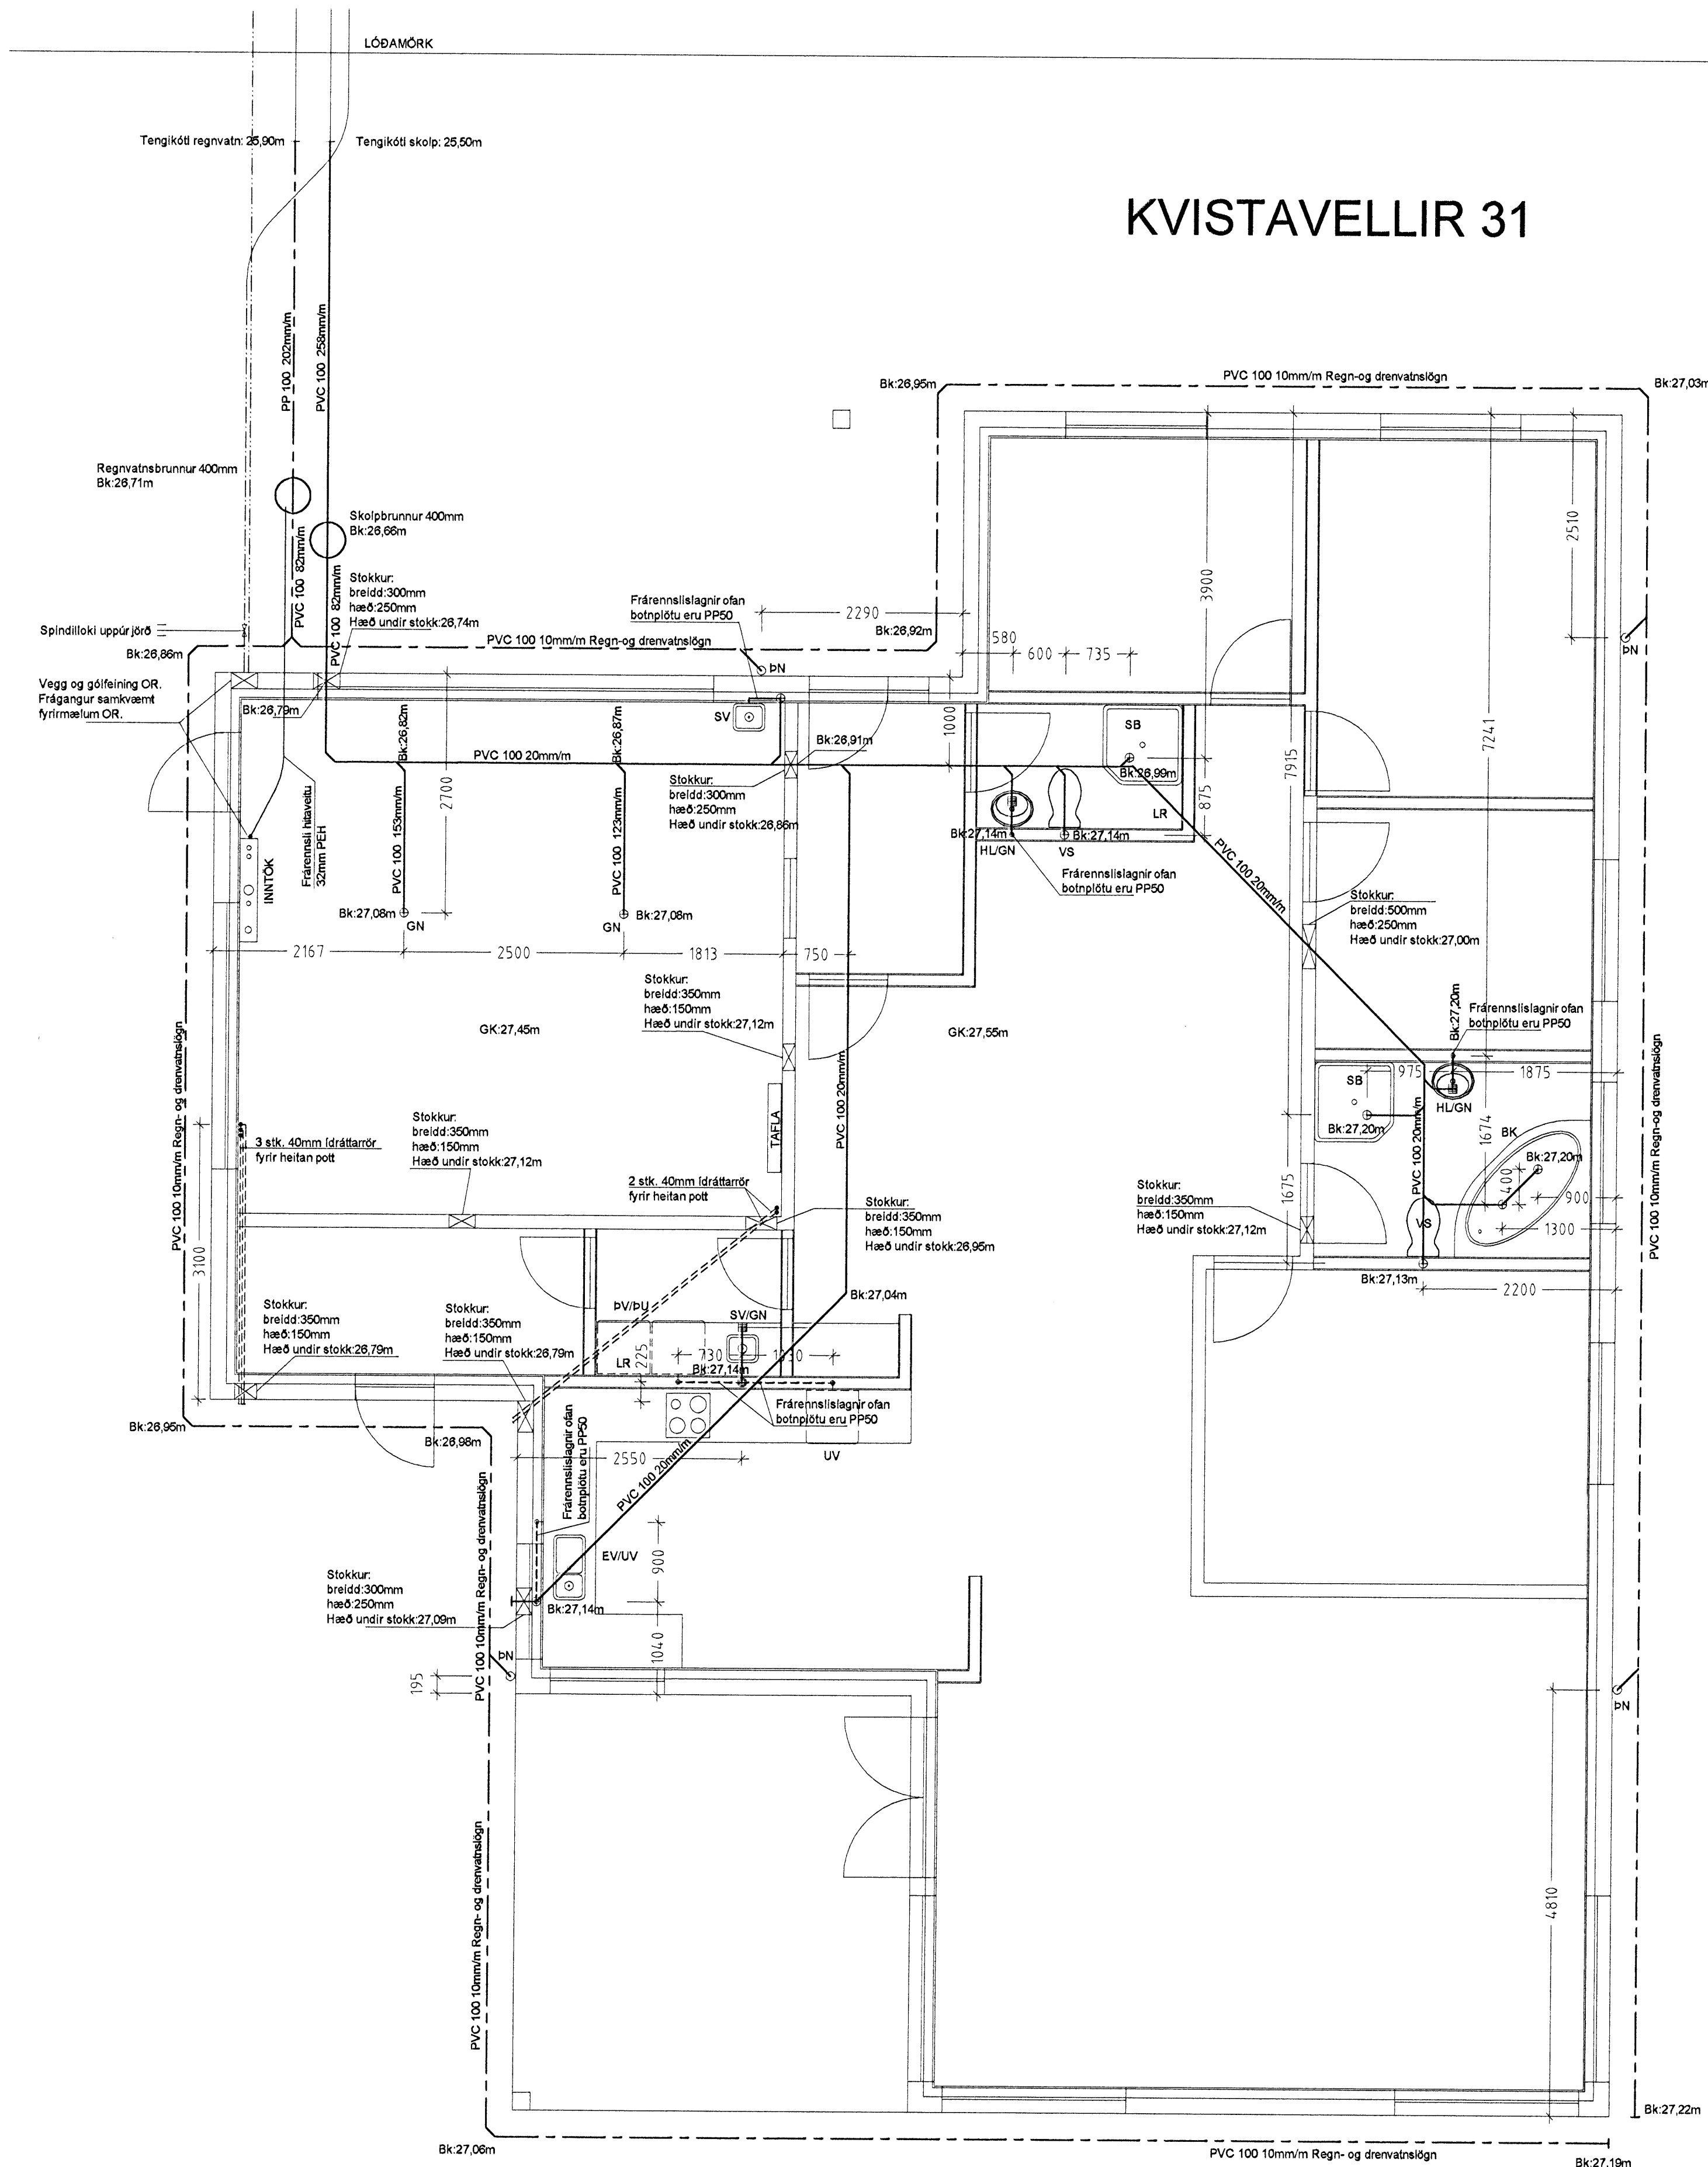 LÓÐAMÖRK
Tengikóti regnvatn: 25,90m
Tengikóti skolp: 25,50m
KVISTAVELLIR 31
PP 100 202mm/m
PVC 100 258mm/m
Bk:26,95m
PVC 100 10mm/m Regn-og drenvatnslögn
Bk:27,03m
Regnvatnsbrunnur 400mm
Bk:26,71m
Skolpbrunnur 400mm
Bk:26,66m
PVC 100 82mm/m
PVC 100 82mm/m
Stokkur:
breidd:300mm
hæð:250mm
Hæð undir stokk:26,74m
Frárennslislagnir ofan
botnplötu eru PP50
2290
Bk:26,92m
3900
2510
Spindilloki uppúr jörð
Bk:26,86m
PVC 100 10mm/m Regn-og drenvatnslögn
580
600
735
ÞN
ÞN
Vegg og gólfeining OR.
Frágangur samkvæmt
fyrirmælum OR.
Bk:26,79m
Bk:26,82m
Bk:26,87m
SV
1000
SB
7241
7915
PVC 100 20mm/m
Bk:26,91m
Bk:26,99m
2700
Stokkur:
breidd:300mm
hæð:250mm
Hæð undir stokk:26,86m
875
LR
INNTÖK
Frárennsli hitaveitu
32mm PEH
PVC 100 153mm/m
PVC 100 123mm/m
Bk:27,14m
Bk:27,14m
HL/GN
VS
PVC 100 20mm/m
Frárennslislagnir ofan
botnplötu eru PP50
Bk:27,08m
GN
GN
Bk:27,08m
Stokkur:
breidd:500mm
hæð:250mm
Hæð undir stokk:27,00m
2167
2500
1813
750
Stokkur:
breidd:350mm
hæð:150mm
Hæð undir stokk:27,12m
GK:27,45m
GK:27,55m
Bk:27,20m
Frárennslislagnir ofan
botnplötu eru PP50
PVC 100 10mm/m Regn- og drenvatnslögn
PVC 100 20mm/m
PVC 100 10mm/m Regn-og drenvatnslögn
SB
975
1875
HL/GN
TAFLA
Stokkur:
breidd:350mm
hæð:150mm
Hæð undir stokk:27,12m
3 stk. 40mm ídráttarrör
fyrir heitan pott
Bk:27,20m
PVC 100 20mm/m
1674
BK
Bk:27,20m
400
900
1300
2 stk. 40mm ídráttarrör
fyrir heitan pott
Stokkur:
breidd:350mm
hæð:150mm
Hæð undir stokk:26,95m
Stokkur:
breidd:350mm
hæð:150mm
Hæð undir stokk:27,12m
1675
VS
3100
Bk:27,13m
2200
Bk:27,04m
Stokkur:
breidd:350mm
hæð:150mm
Hæð undir stokk:26,79m
Stokkur:
breidd:350mm
hæð:150mm
Hæð undir stokk:26,79m
ÞV/ÞU
SV/GN
LR
225
730
Bk:27,14m
Frárennslislagnir ofan
botnplötu eru PP50
Bk:26,95m
Bk:26,98m
2550
UV
Frárennslislagnir ofan
botnplötu eru PP50
PVC 100 20mm/m
PVC 100 10mm/m Regn- og drenvatnslögn
EV/UV
900
Stokkur:
breidd:300mm
hæð:250mm
Hæð undir stokk:27,09m
Bk:27,14m
1040
ÞN
195
ÞN
4810
PVC 100 10mm/m Regn- og drenvatnslögn
Bk:27,22m
Bk:27,06m
PVC 100 10mm/m Regn- og drenvatnslögn
Bk:27,19m